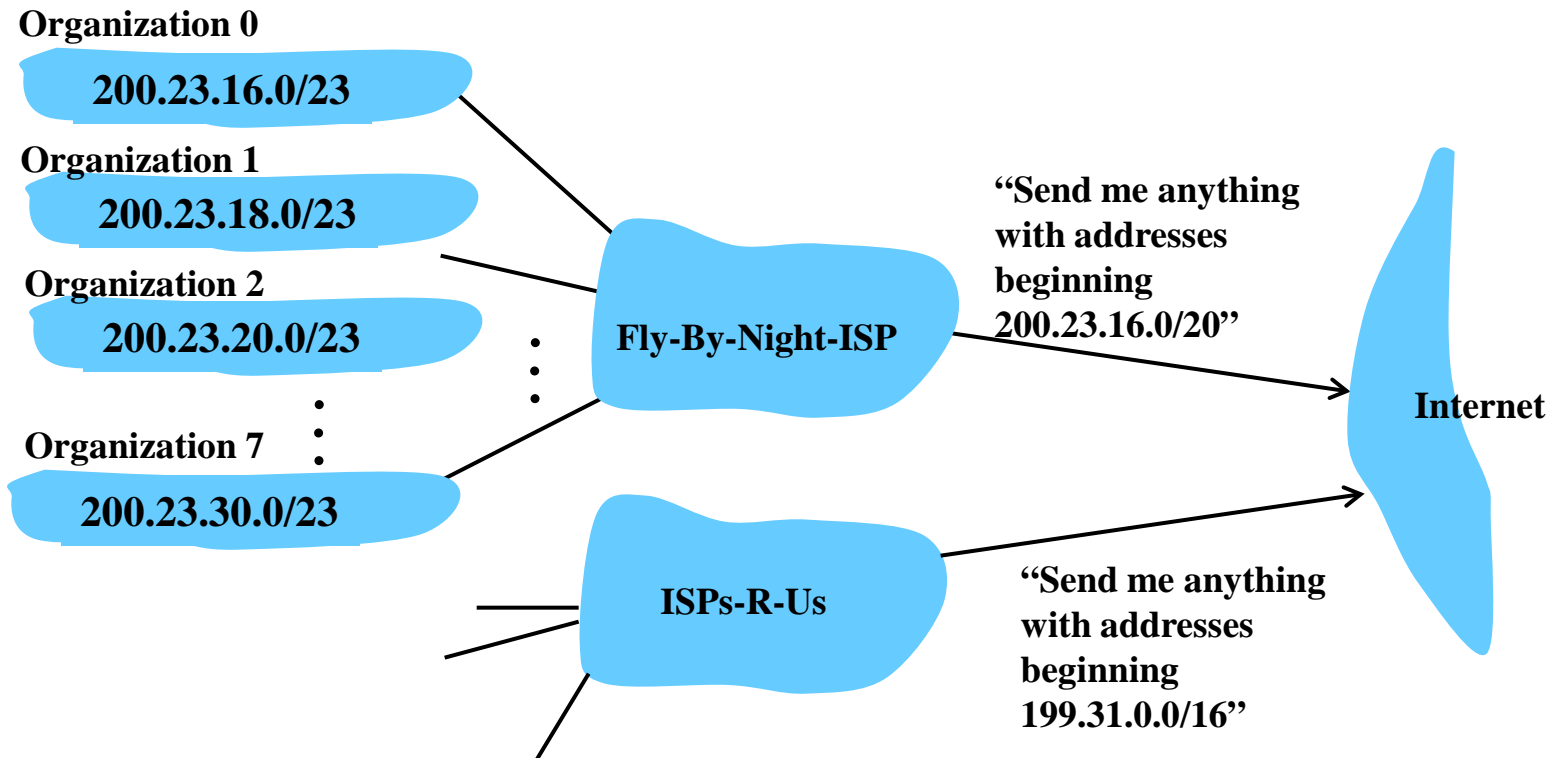 Organization 0
200.23.16.0/23
Organization 1
200.23.18.0/23
Organization 2
200.23.20.0/23
Organization 7
200.23.30.0/23
Fly-By-Night-ISP
“Send me anything
with addresses
beginning
200.23.16.0/20”
Internet
ISPs-R-Us
“Send me anything
with addresses
beginning
199.31.0.0/16”